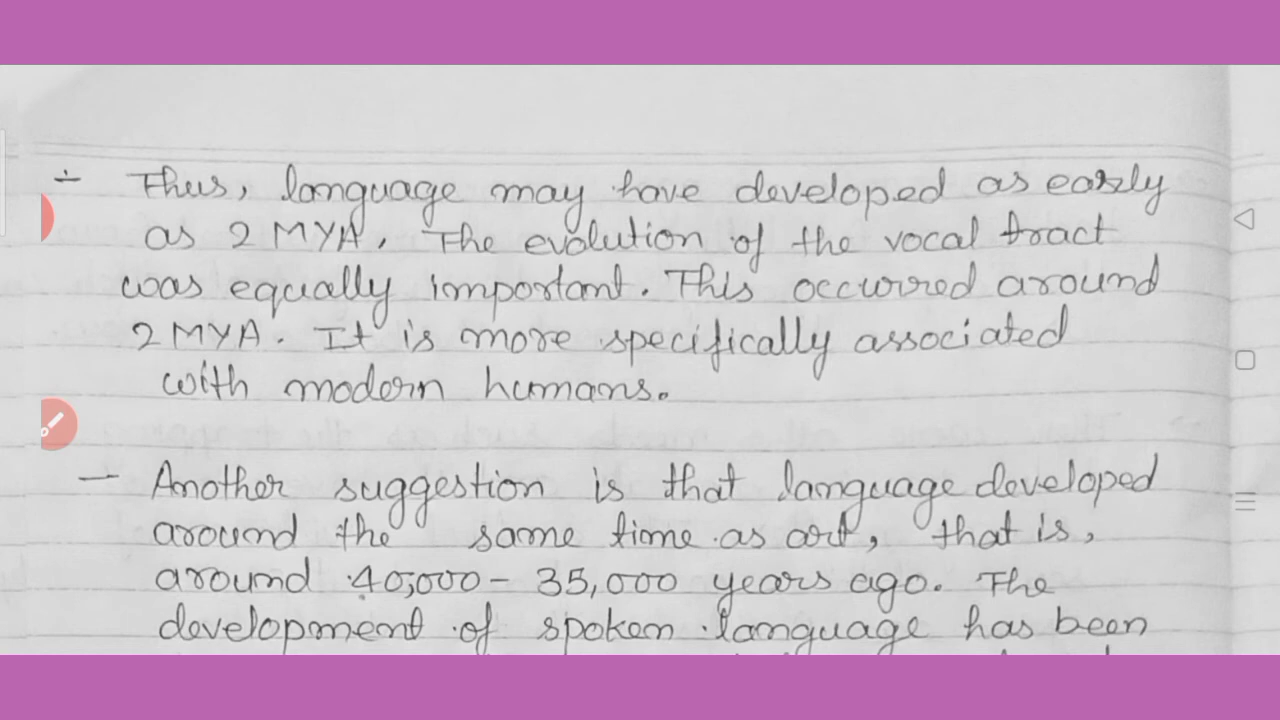 Thus, language may have developed as early
as 2 MYA. The evolution of the vocal tract
was equally important. This occurred around
2 MYA. It is more specifically associated
with modern humans.
— Another suggestion is that language developed
around the same time as art, that is,
around 40,000 - 35,000 years ago. The
development of spoken language has been